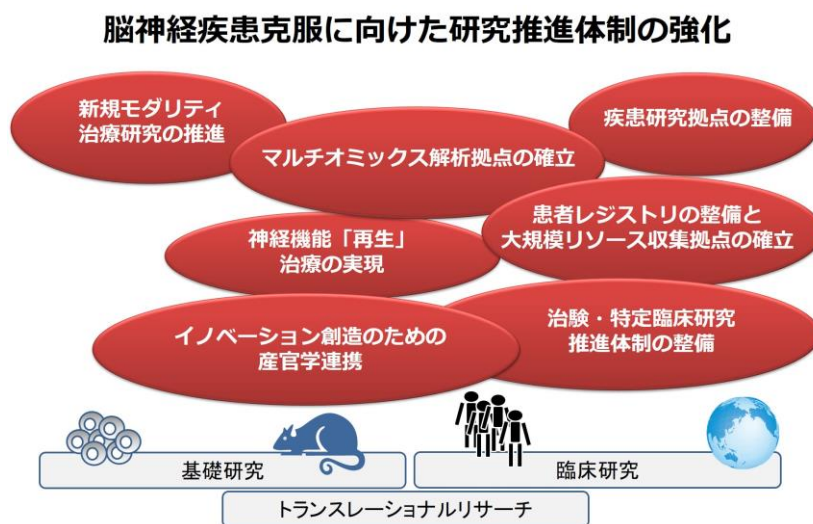 脳神経疾患克服に向けた研究推進体制の強化
新規モダリティ
治療研究の推進
疾患研究拠点の整備
マルチオミックス解析拠点の確立
患者レジストリの整備と
大規模リソース収集拠点の確立
神経機能「再生」
治療の実現
イノベーション創造のための
産官学連携
治験・特定臨床研究
推進体制の整備
基礎研究
臨床研究
トランスレーショナルリサーチ